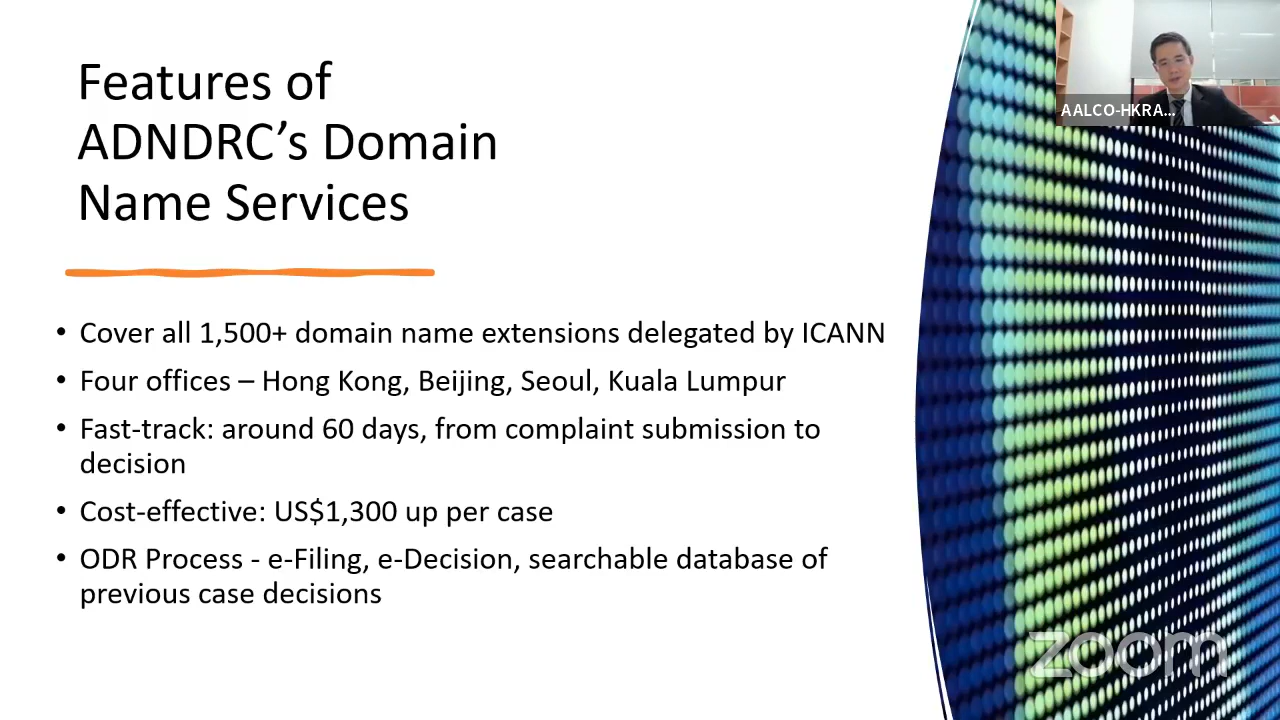 Features of
ADNDRC’s Domain
Name Services
• Cover all 1,500+ domain name extensions delegated by ICANN
• Four offices – Hong Kong, Beijing, Seoul, Kuala Lumpur
• Fast-track: around 60 days, from complaint submission to
decision
• Cost-effective: US$1,300 up per case
• ODR Process - e-Filing, e-Decision, searchable database of
previous case decisions
AALCO-HKRA...
zoom